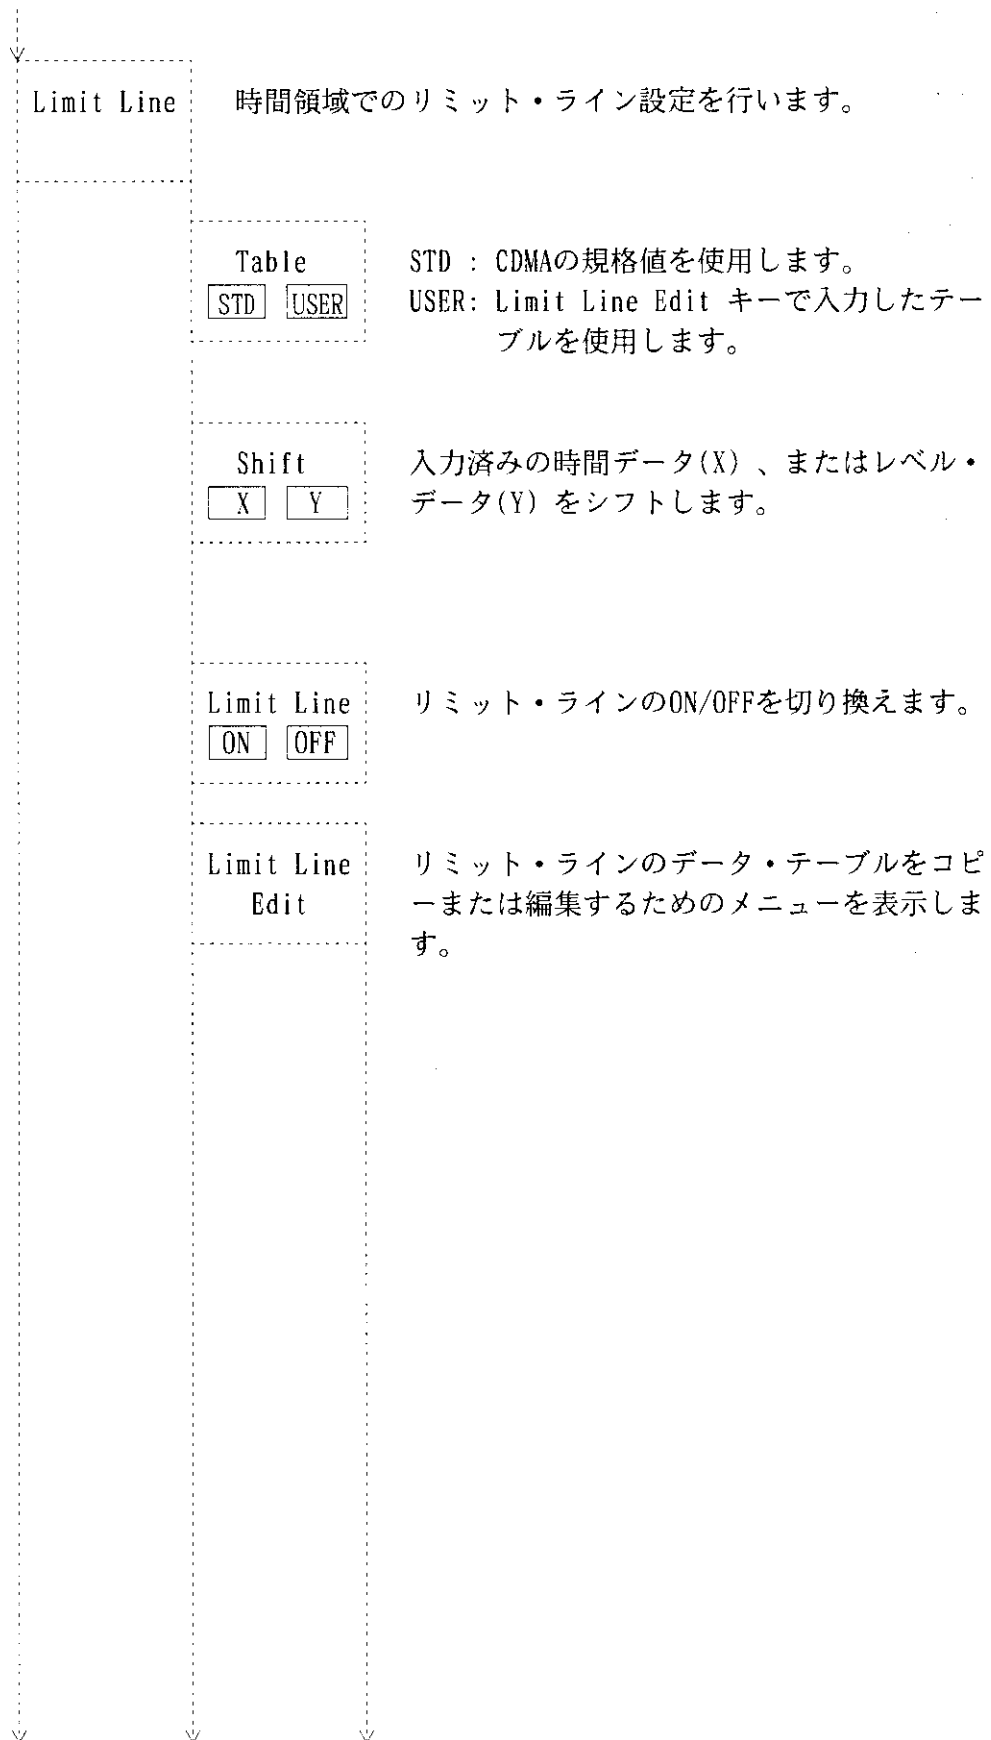 Limit Line 時間領域でのリミット・ライン設定を行います。
Table STD : CDMAの規格値を使用します。
STD USER USER: Limit Line Edit キーで入力したテー
ブルを使用します。
Shift 入力済みの時間データ(X) 、またはレベル・
X Y データ(Y) をシフトします。
Limit Line リミット・ラインのON/OFFを切り換えます。
ON OFF
Limit Line リミット・ラインのデータ・テーブルをコピ
Edit ーまたは編集するためのメニューを表示しま
す。